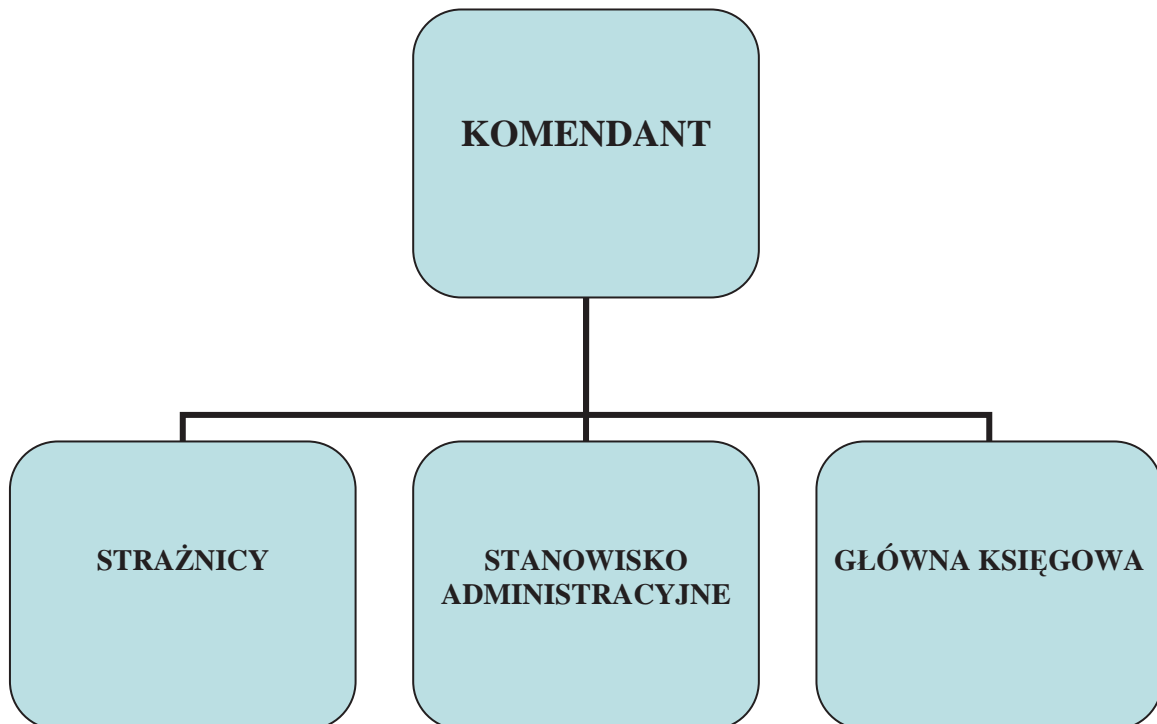 KOMENDANT
STRAŻNICY
STANOWISKO
ADMINISTRACYJNE
GŁÓWNA KSIĘGOWA